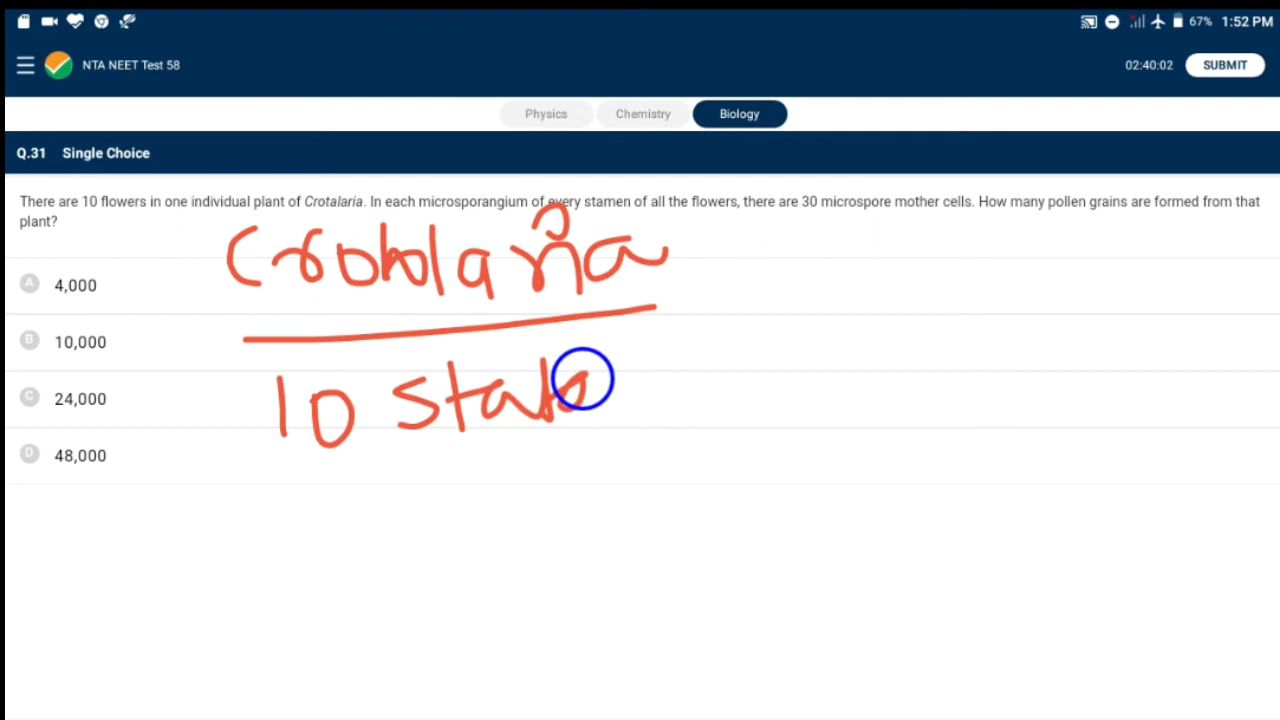 67% 1:52 PM
NTA NEET Test 58
02:40:02 SUBMIT
Physics Chemistry Biology
Q.31 Single Choice
There are 10 flowers in one individual plant of Crotalaria. In each microsporangium of every stamen of all the flowers, there are 30 microspore mother cells. How many pollen grains are formed from that
plant?
Crotolaria
A 4,000
B 10,000
C 24,000
10
D 48,000